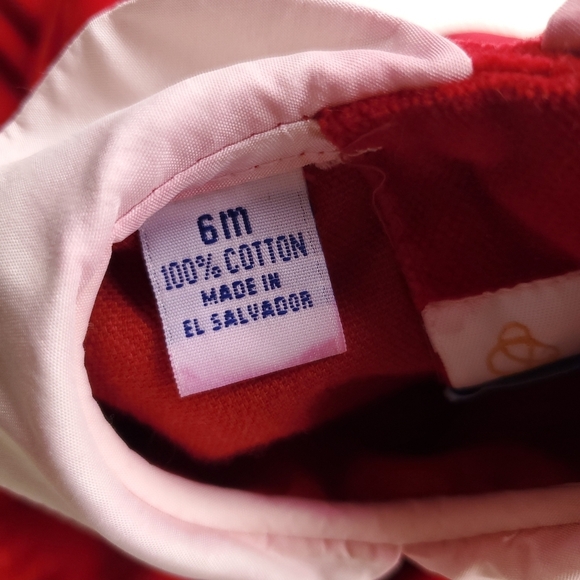 6m
100% COTTON
MADE IN
EL SALVADOR